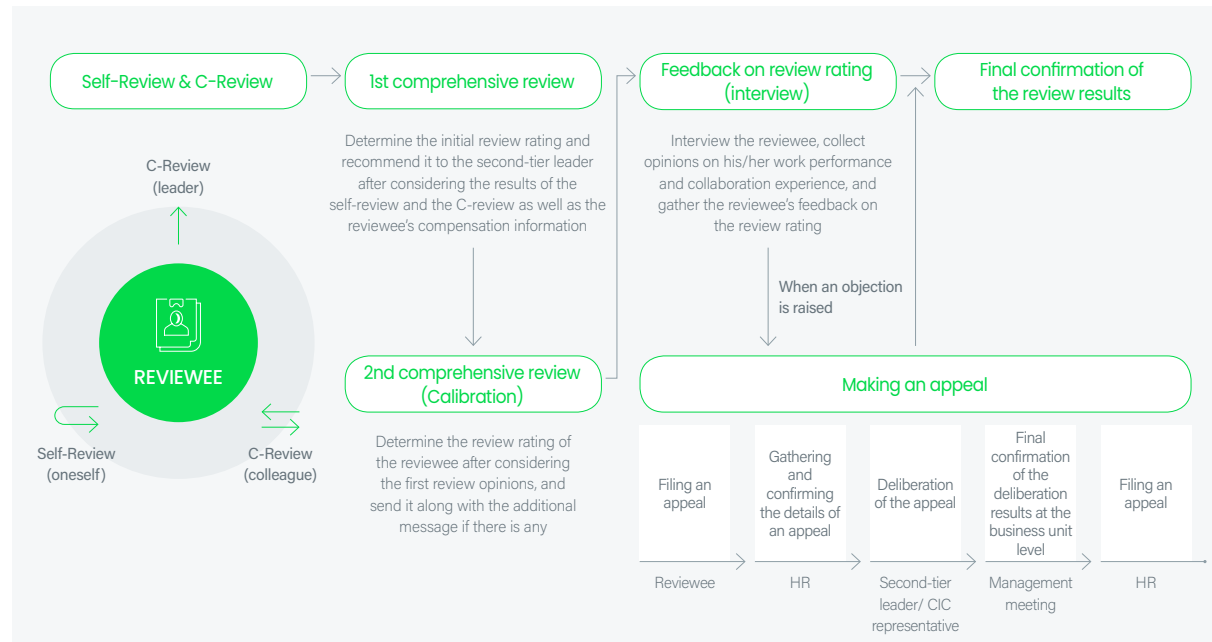 Self-Review & C-Review
1st comprehensive review
Feedback on review rating
(interview)
Final confirmation of
the review results
C-Review
(leader)
REVIEWEE
Self-Review
(oneself)
C-Review
(colleague)
Determine the initial review rating and
recommend it to the second-tier leader
after considering the results of the
self-review and the C-review as well as the
reviewee's compensation information
2nd comprehensive review
(Calibration)
Determine the review rating of
the reviewee after considering
the first review opinions, and
send it along with the additional
message if there is any
Interview the reviewee, collect
opinions on his/her work performance
and collaboration experience, and
gather the reviewee's feedback on
the review rating
When an objection
is raised
Making an appeal
Filing an
appeal
Reviewee
Gathering
and
confirming
the details of
an appeal
HR
Deliberation
of the appeal
Second-tier
leader/ CIC
representative
Final
confirmation
of the
deliberation
results at the
business unit
level
Management
meeting
Filing an
appeal
HR